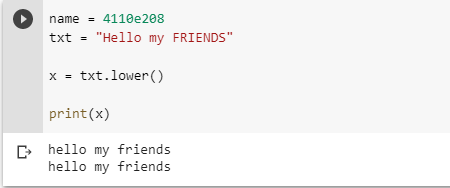 name = 4110e208
txt = "Hello my FRIENDS"
x = txt.lower()
print(x)
hello my friends
hello my friends